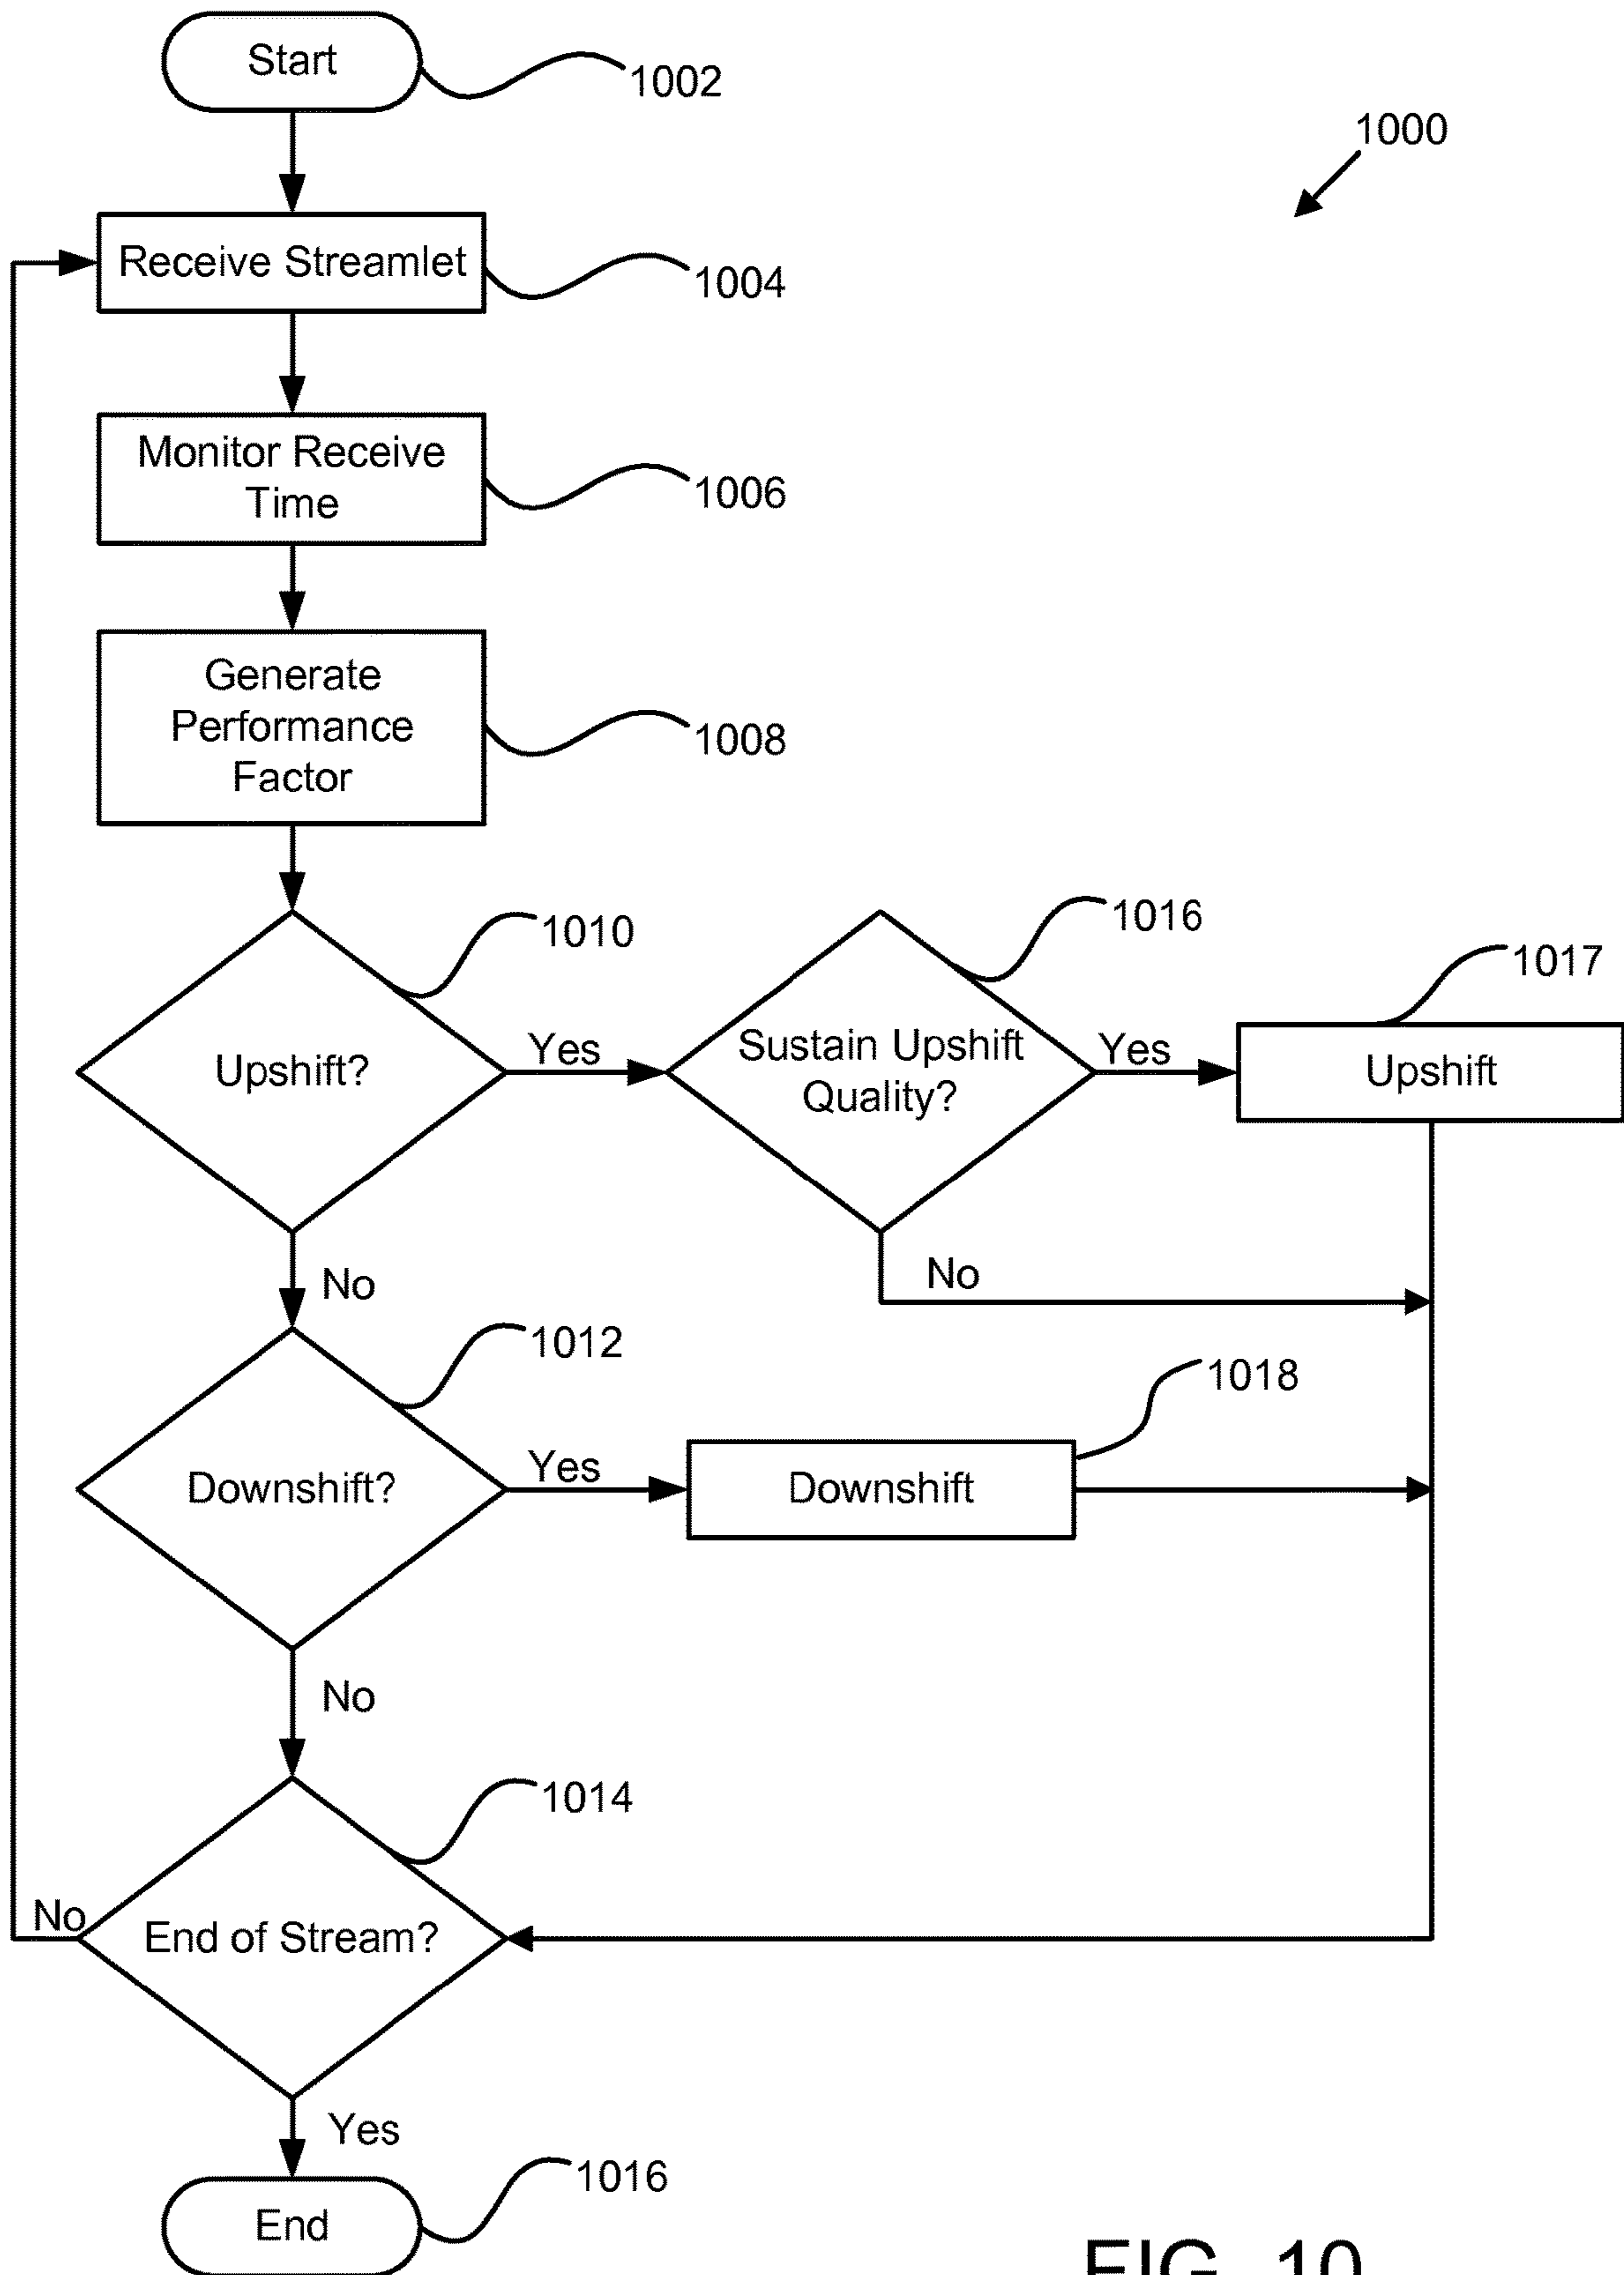 Start
1002
1000
Receive Streamlet
1004
Monitor Receive
Time
1006
Generate
Performance
Factor
1008
1010
1016
1017
Upshift?
Yes
Sustain Upshift
Quality?
Yes
Upshift
No
No
1012
1018
Downshift?
Yes
Downshift
No
1014
No
End of Stream?
Yes
1016
End
FIG. 10